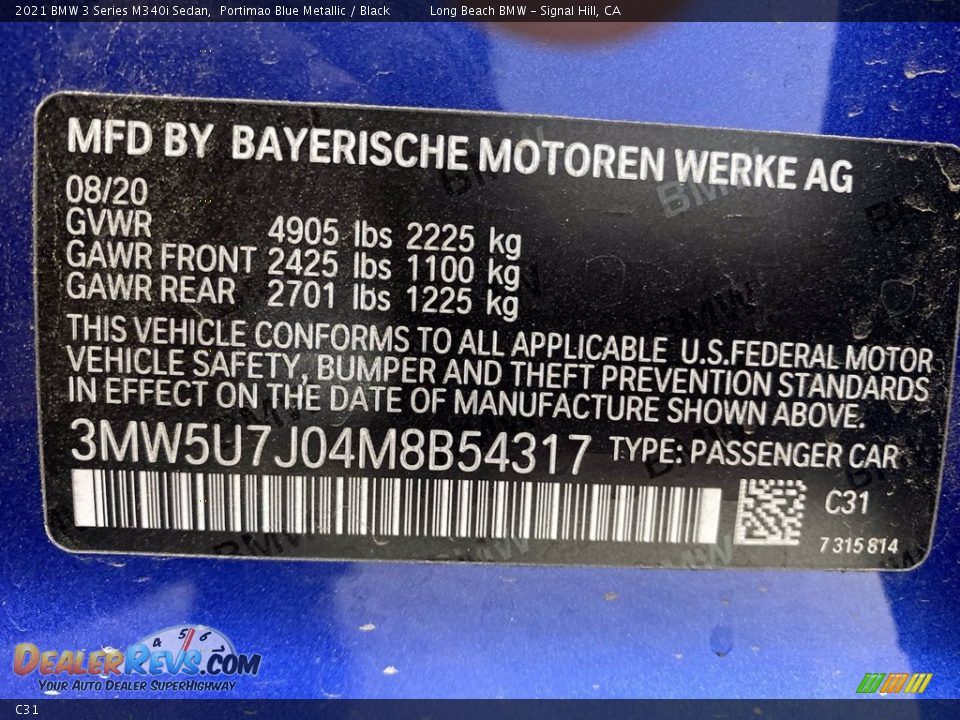 2021 BMW 3 Series M340i Sedan, Portimao Blue Metallic / Black Long Beach BMW - Signal Hill, CA
MFD BY BAYERISCHE MOTOREN WERKE AG
08/20
GVWR 4905 lbs 2225 kg
GAWR FRONT 2425 lbs 1100 kg
GAWR REAR 2701 lbs 1225 kg
THIS VEHICLE CONFORMS TO ALL APPLICABLE U.S.FEDERAL MOTOR
VEHICLE SAFETY, BUMPER AND THEFT PREVENTION STANDARDS
IN EFFECT ON THE DATE OF MANUFACTURE SHOWN ABOVE.
3MW5U7J04M8B54317 TYPE: PASSENGER CAR
C31
7315814
4 5 6
DEALERREVS.COM
YOUR AUTO DEALER SUPERHIGHWAY
C31